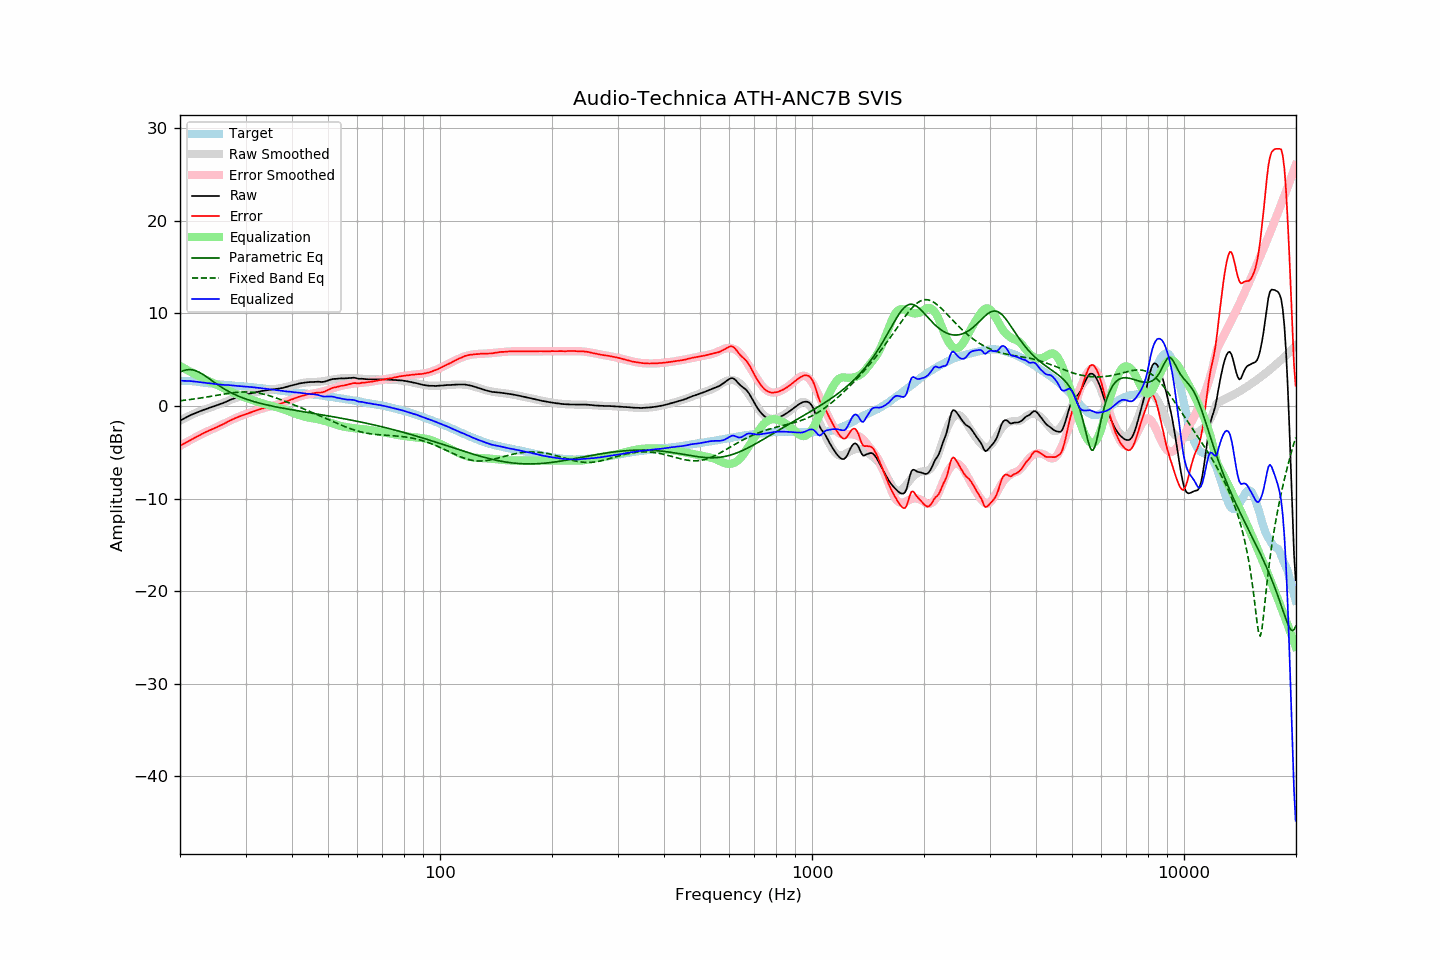 Audio-Technica ATH-ANC7B SVIS
Target
Raw Smoothed
Error Smoothed
Raw
Error
Equalization
Parametric Eq
Fixed Band Eq
Equalized
30
20
10
0
−10
−20
−30
−40
Amplitude (dBr)
100
1000
10000
Frequency (Hz)